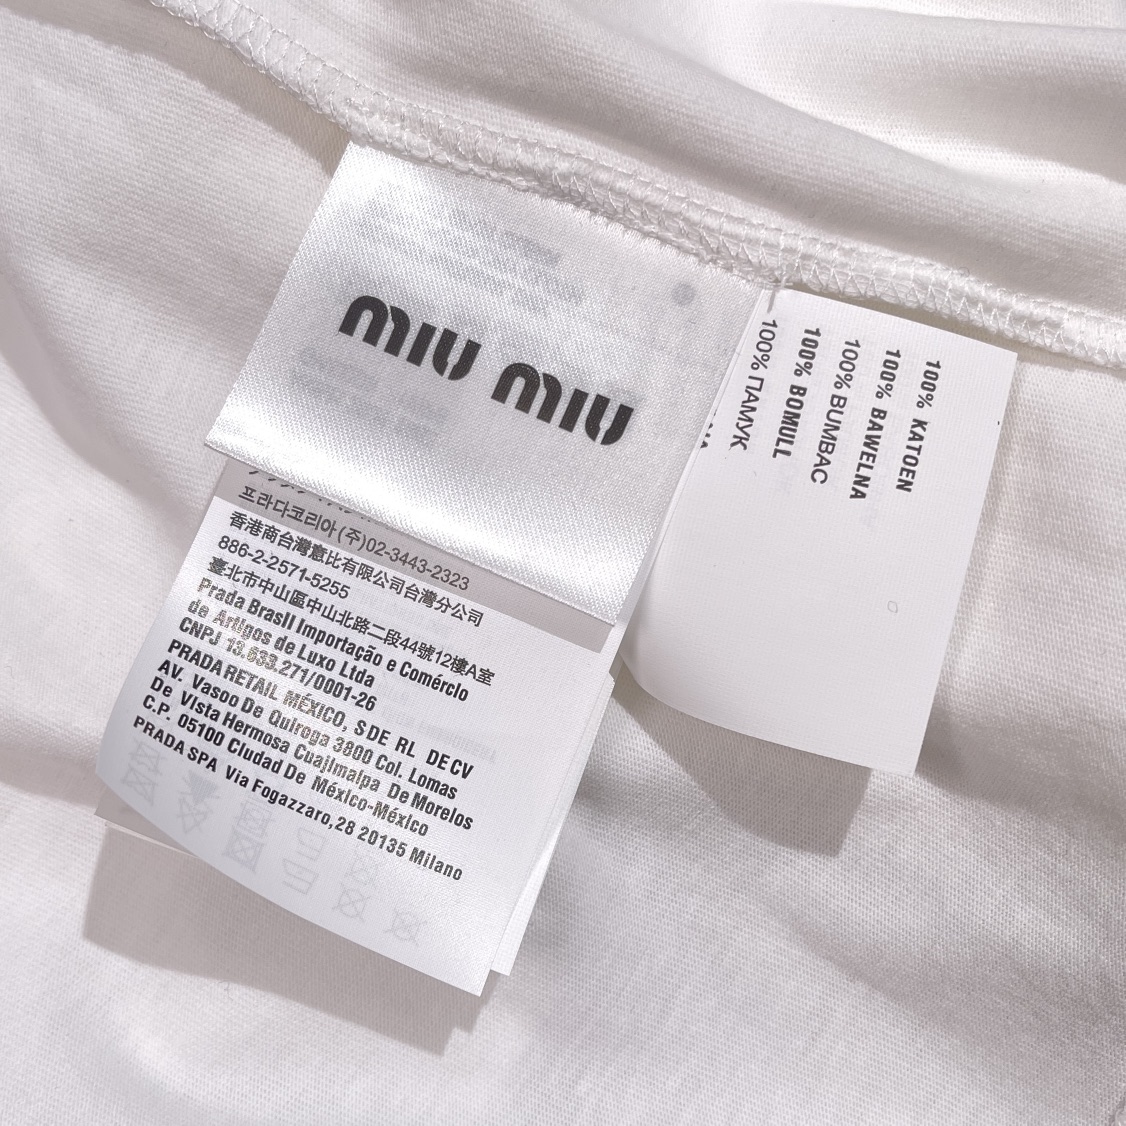 miu miu
프라다코리아(주)02-3443-2323
香港商台灣意比有限公司台灣分公司
886-2-2571-5255
臺北市中山區中山北路二段44號12樓A室
Prada Brasil Importação e Comércio
de Artigos de Luxo Ltda
CNPJ 13.633.271/0001-26
PRADA RETAIL MÉXICO, S DE RL DE CV
AV. Vasoo De Quiroga 3800 Col. Lomas
De Vista Hermosa Cuajimalpa De Morelos
C.P. 05100 Ciudad De México-México
PRADA SPA Via Fogazzaro,28 20135 Milano
100% KATOEN
100% BAWELNA
100% BUMBAC
100% BOMULL
100% ПАМУК